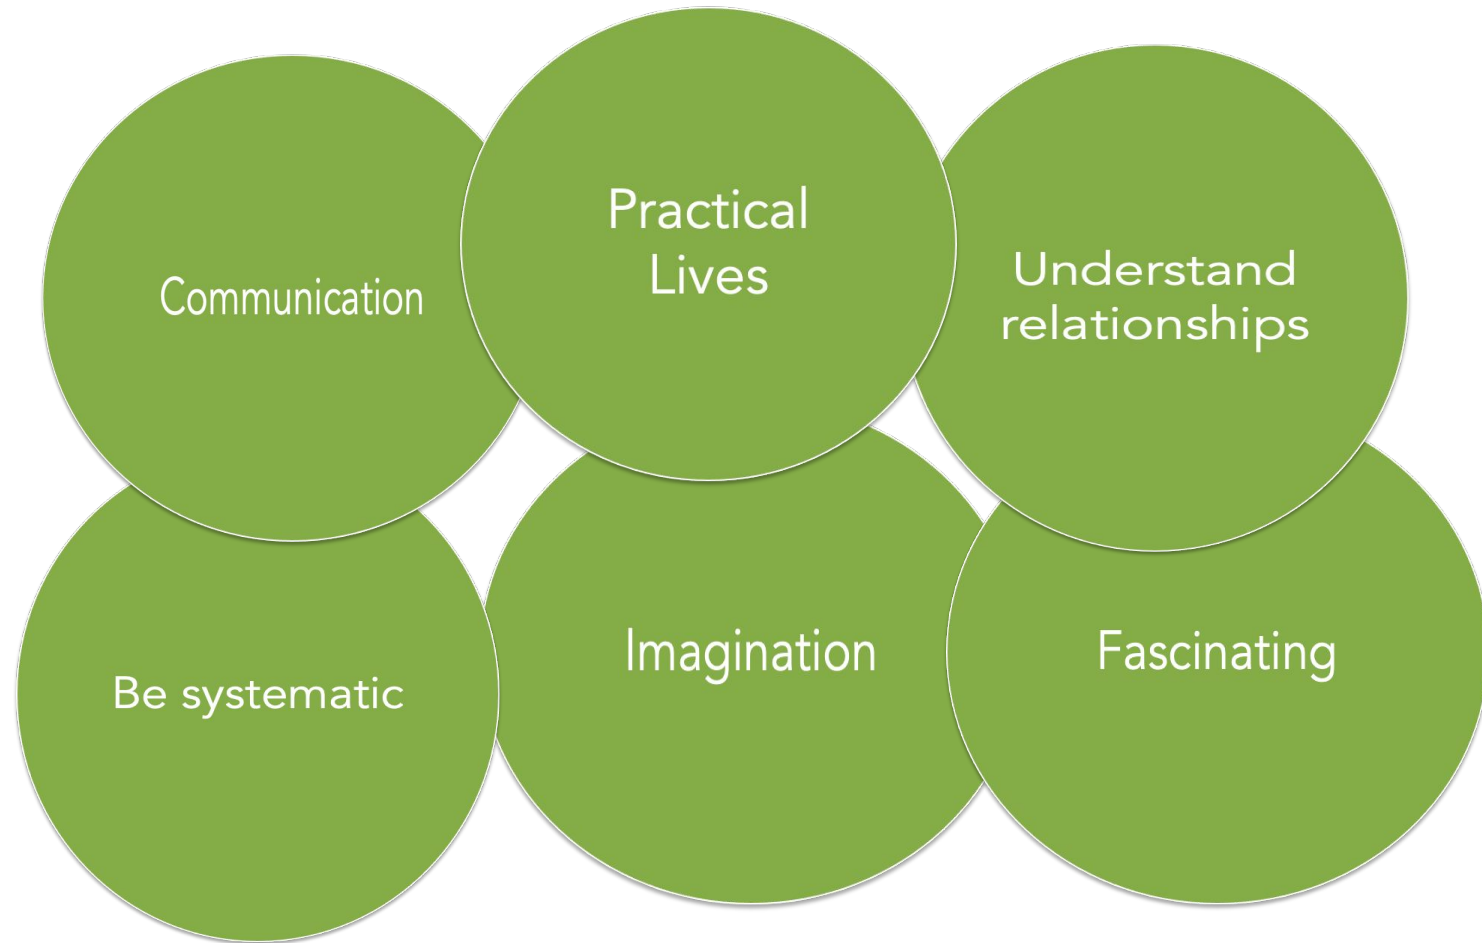 Communication
Practical
Lives
Understand
relationships
Be systematic
Imagination
Fascinating